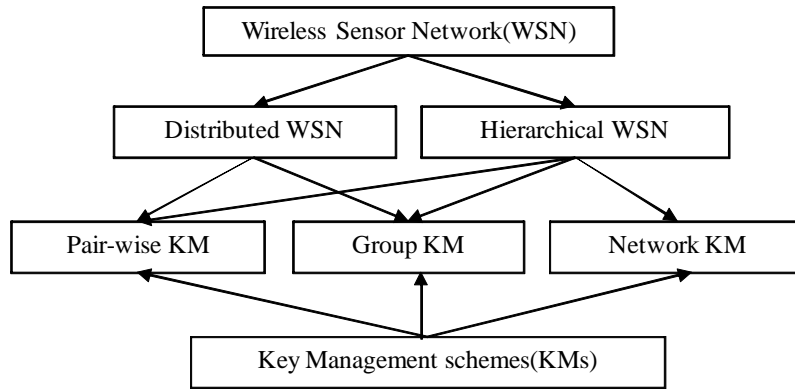 Wireless Sensor Network(WSN)
Distributed WSN
Hierarchical WSN
Pair-wise KM
Group KM
Network KM
Key Management schemes(KMs)